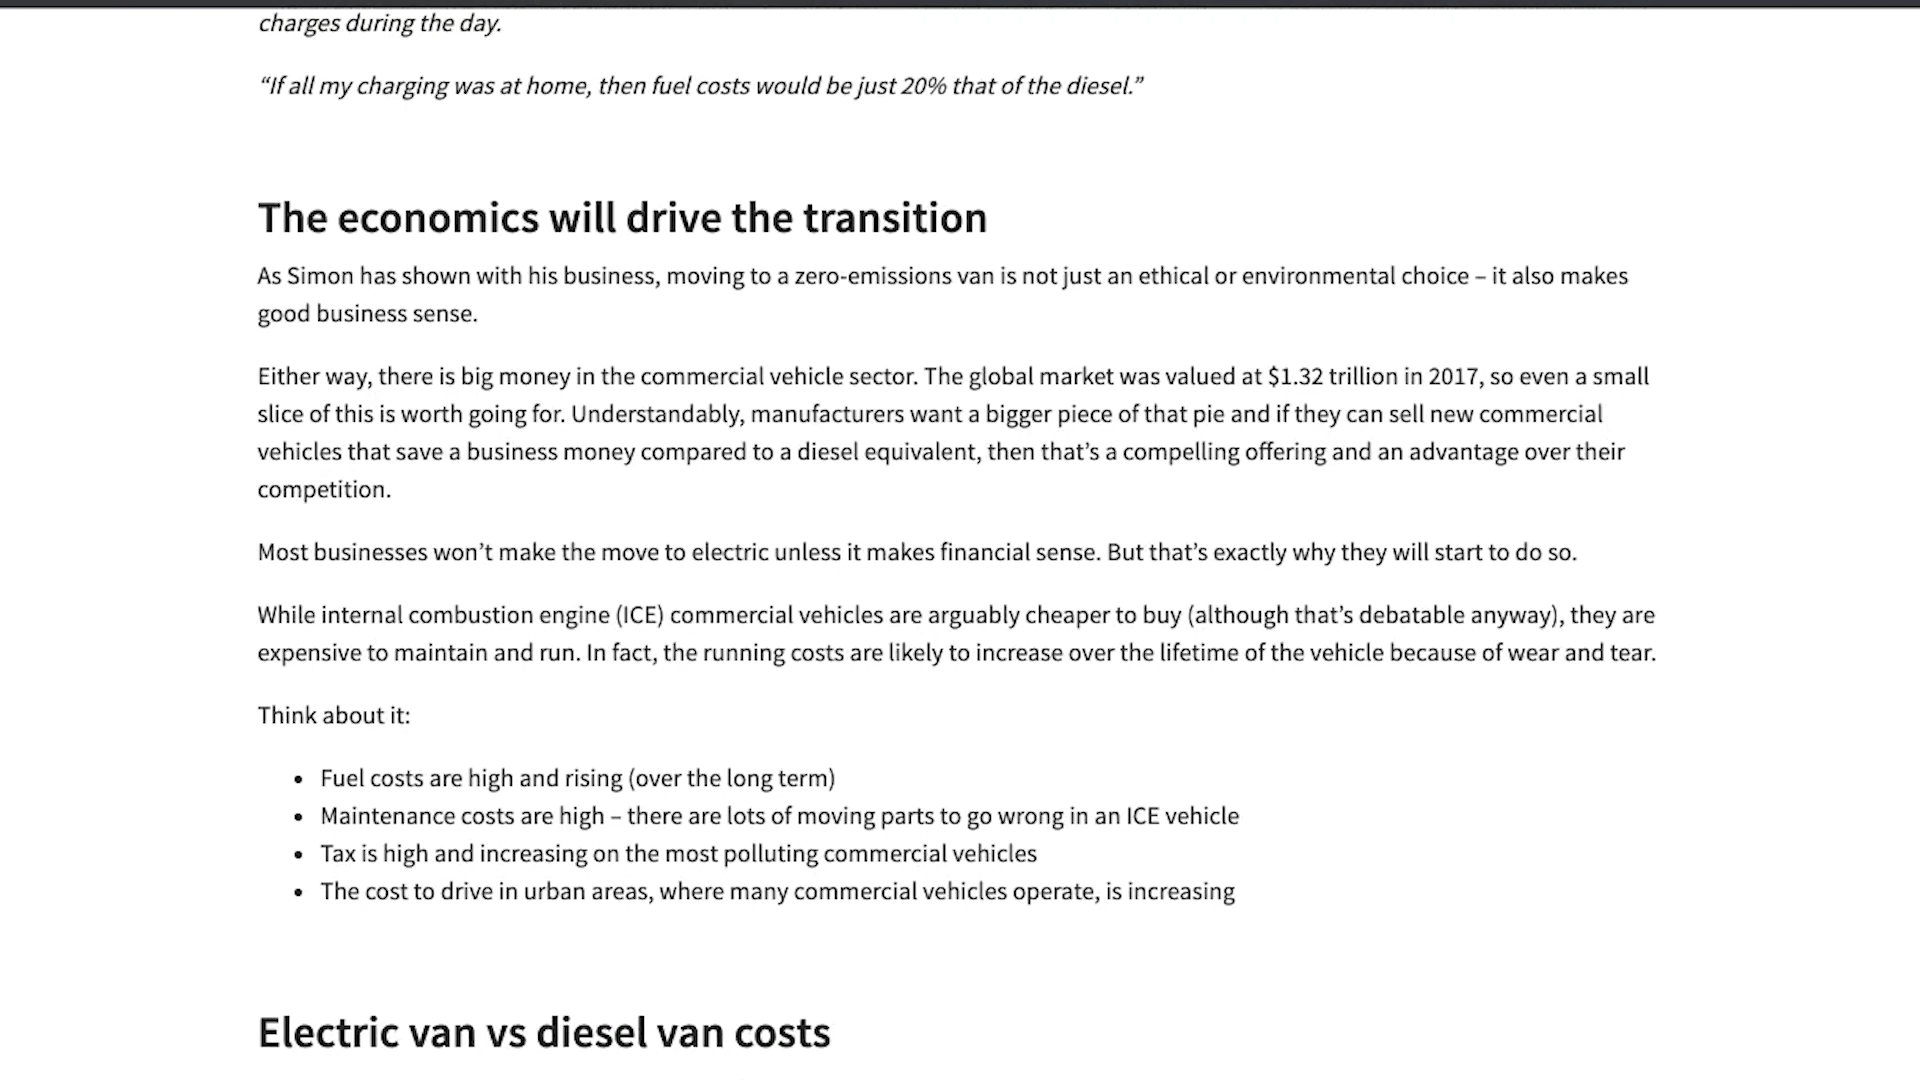 charges during the day.
“If all my charging was at home, then fuel costs would be just 20% that of the diesel.”
The economics will drive the transition
As Simon has shown with his business, moving to a zero-emissions van is not just an ethical or environmental choice – it also makes
good business sense.
Either way, there is big money in the commercial vehicle sector. The global market was valued at $1.32 trillion in 2017, so even a small
slice of this is worth going for. Understandably, manufacturers want a bigger piece of that pie and if they can sell new commercial
vehicles that save a business money compared to a diesel equivalent, then that’s a compelling offering and an advantage over their
competition.
Most businesses won’t make the move to electric unless it makes financial sense. But that’s exactly why they will start to do so.
While internal combustion engine (ICE) commercial vehicles are arguably cheaper to buy (although that’s debatable anyway), they are
expensive to maintain and run. In fact, the running costs are likely to increase over the lifetime of the vehicle because of wear and tear.
Think about it:
• Fuel costs are high and rising (over the long term)
• Maintenance costs are high – there are lots of moving parts to go wrong in an ICE vehicle
• Tax is high and increasing on the most polluting commercial vehicles
• The cost to drive in urban areas, where many commercial vehicles operate, is increasing
Electric van vs diesel van costs